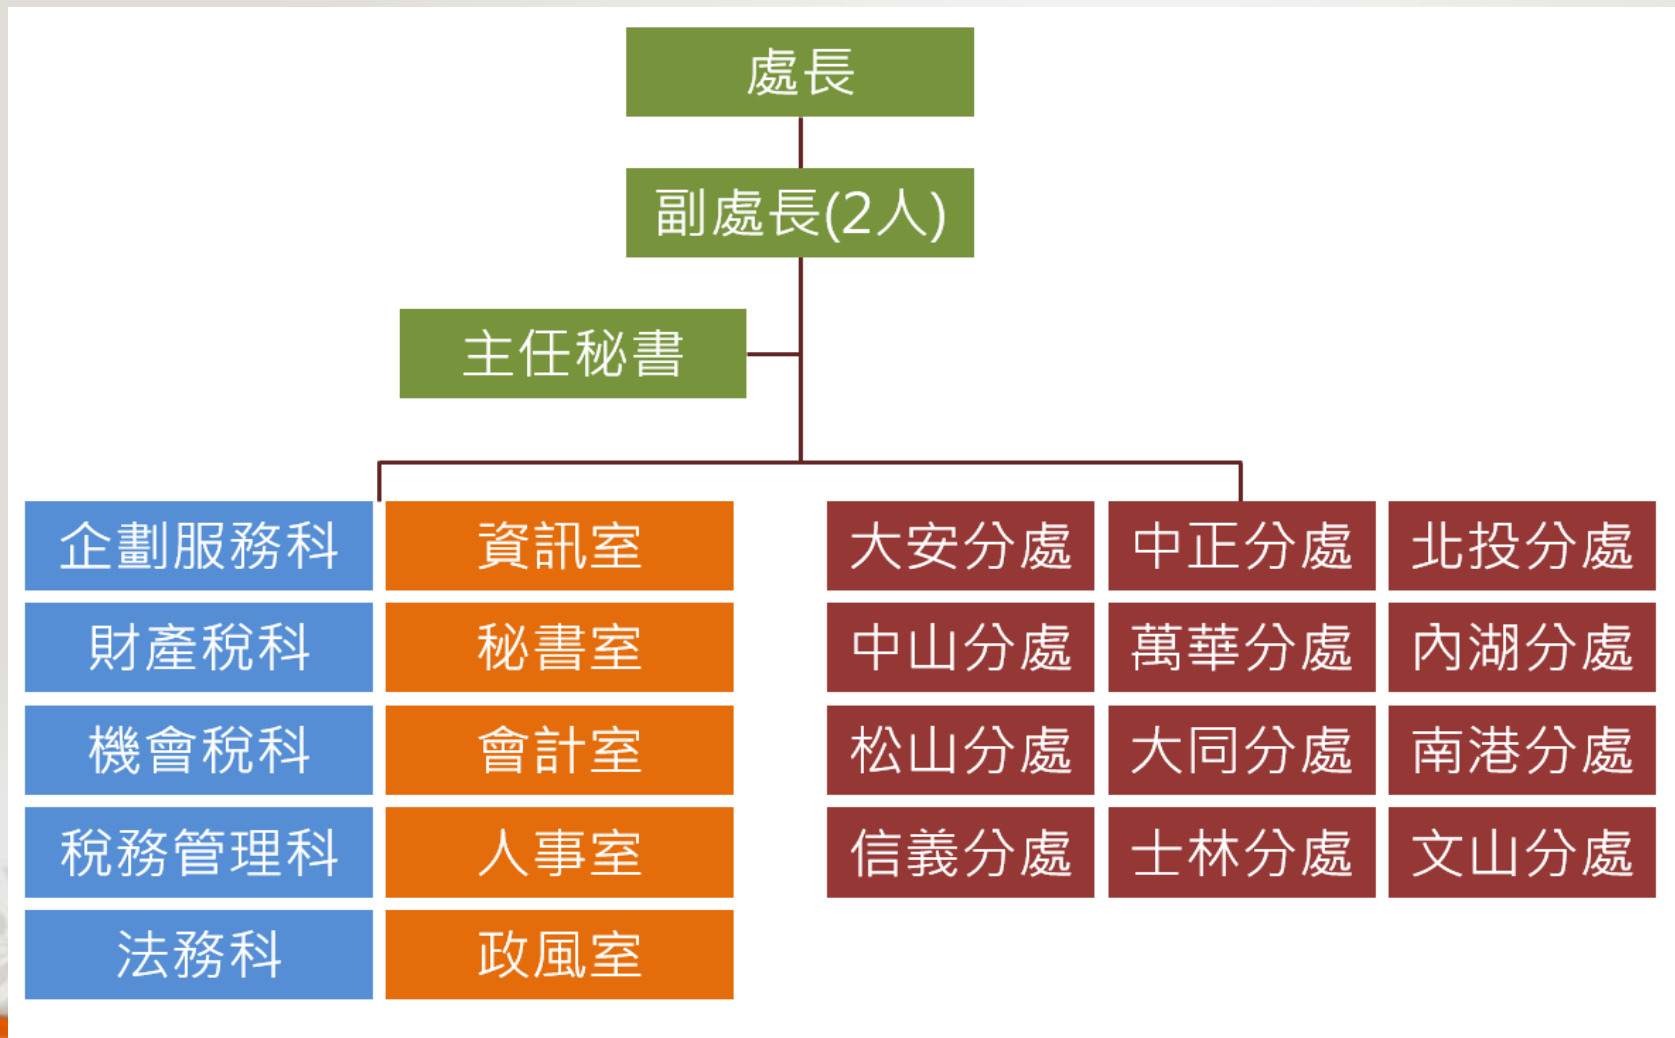 處長
副處長(2人)
主任秘書
企劃服務科
資訊室
大安分處
中正分處
北投分處
財產稅科
秘書室
中山分處
萬華分處
內湖分處
機會稅科
會計室
松山分處
大同分處
南港分處
稅務管理科
人事室
信義分處
士林分處
文山分處
法務科
政風室